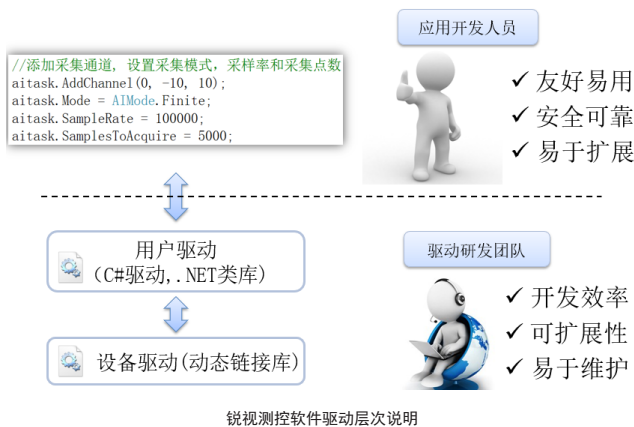 应用开发人员
//添加采集通道, 设置采集模式，采样率和采集点数
aitask.AddChannel(0, -10, 10);
aitask.Mode = AIMode.Finite;
aitask.SampleRate = 100000;
aitask.SamplesToAcquire = 5000;
✓ 友好易用
✓ 安全可靠
✓ 易于扩展
用户驱动
（C#驱动,.NET类库）
设备驱动(动态链接库)
驱动研发团队
✓ 开发效率
✓ 可扩展性
✓ 易于维护
锐视测控软件驱动层次说明